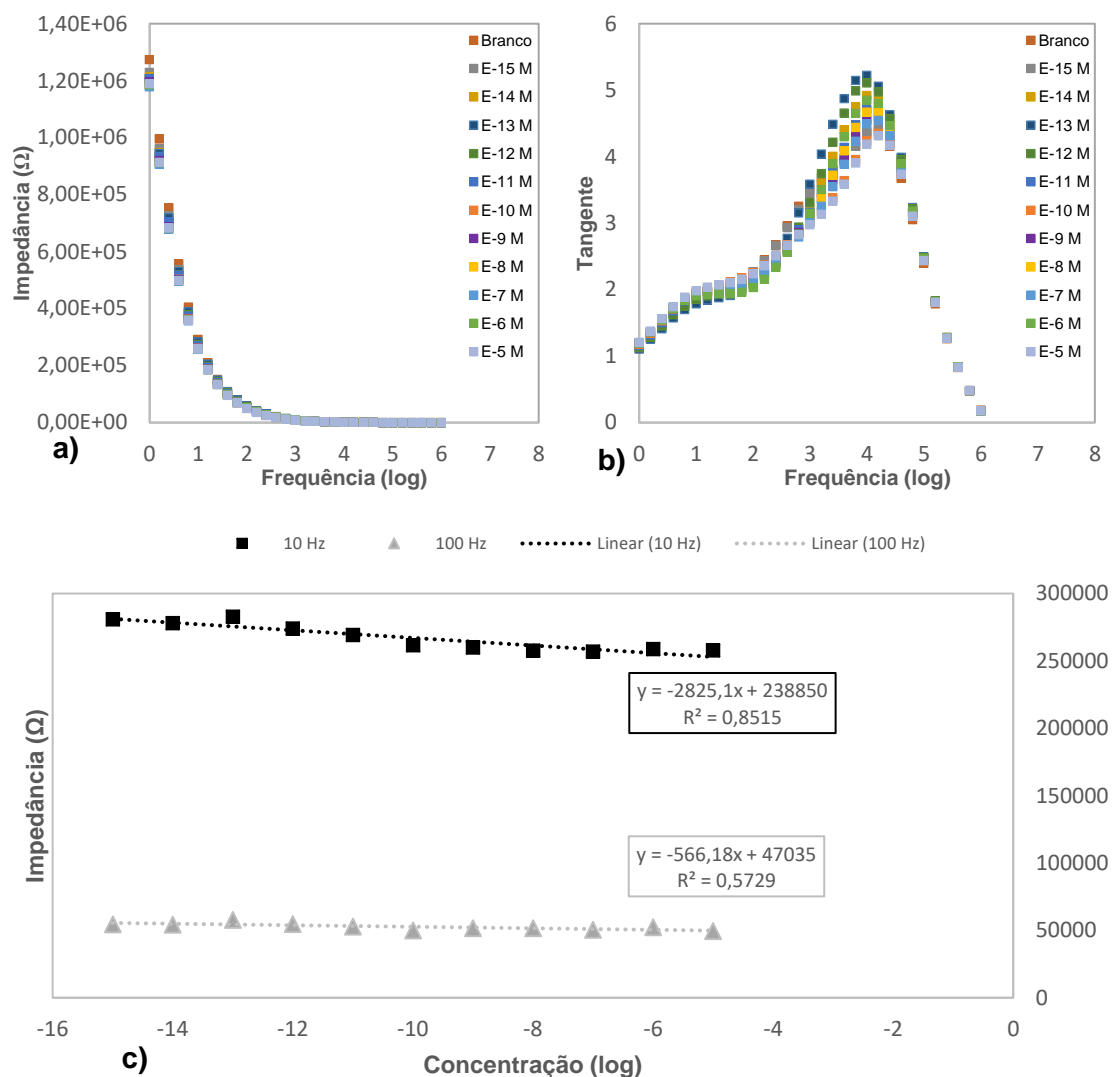 1,40E+06
1,20E+06
1,00E+06
8,00E+05
6,00E+05
4,00E+05
2,00E+05
0,00E+00
Impedância (Ω)
0 1 2 3 4 5 6 7 8
Frequência (log)
a)
Branco
E-15 M
E-14 M
E-13 M
E-12 M
E-11 M
E-10 M
E-9 M
E-8 M
E-7 M
E-6 M
E-5 M
6
5
4
3
2
1
0
Tangente
0 1 2 3 4 5 6 7 8
Frequência (log)
b)
Branco
E-15 M
E-14 M
E-13 M
E-12 M
E-11 M
E-10 M
E-9 M
E-8 M
E-7 M
E-6 M
E-5 M
10 Hz 100 Hz Linear (10 Hz) Linear (100 Hz)
Impedância (Ω)
300000
250000
200000
150000
100000
50000
0
y = -2825,1x + 238850
R² = 0,8515
y = -566,18x + 47035
R² = 0,5729
-16 -14 -12 -10 -8 -6 -4 -2 0
Concentração (log)
c)